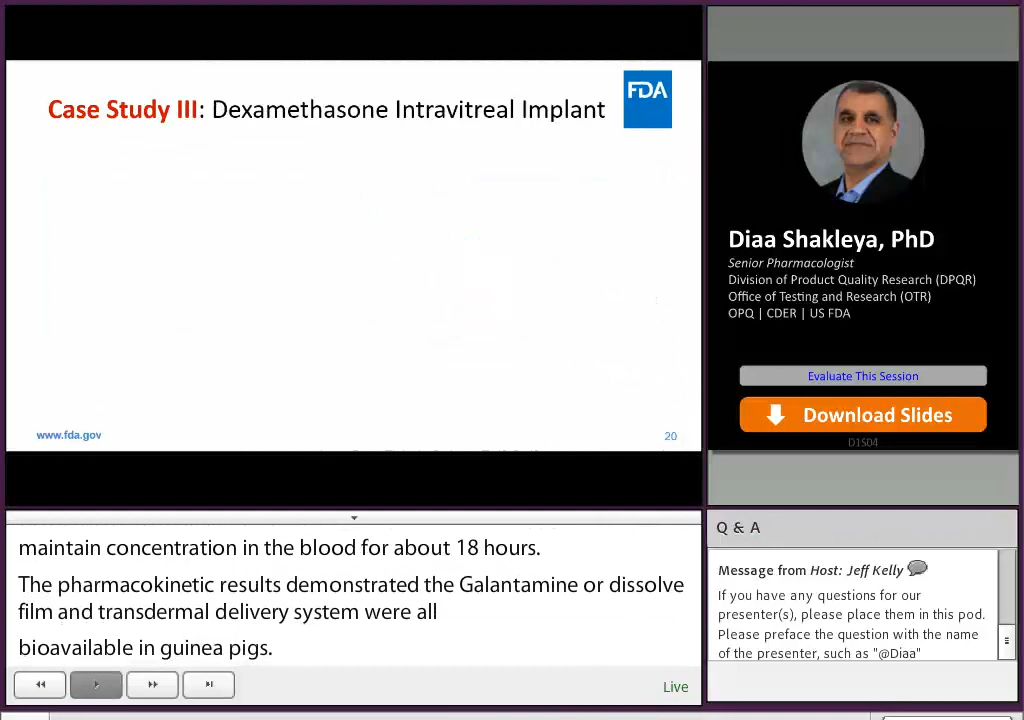 Case Study III: Dexamethasone Intravitreal Implant
FDA
www.fda.gov
20
Diaa Shakleya, PhD
Senior Pharmacologist
Division of Product Quality Research (DPQR)
Office of Testing and Research (OTR)
OPQ | CDER | US FDA
Evaluate This Session
Download Slides
D1S04
maintain concentration in the blood for about 18 hours.
The pharmacokinetic results demonstrated the Galantamine or dissolve
film and transdermal delivery system were all
bioavailable in guinea pigs.
Live
Q & A
Message from Host: Jeff Kelly
If you have any questions for our
presenter(s), please place them in this pod.
Please preface the question with the name
of the presenter, such as "@Diaa"